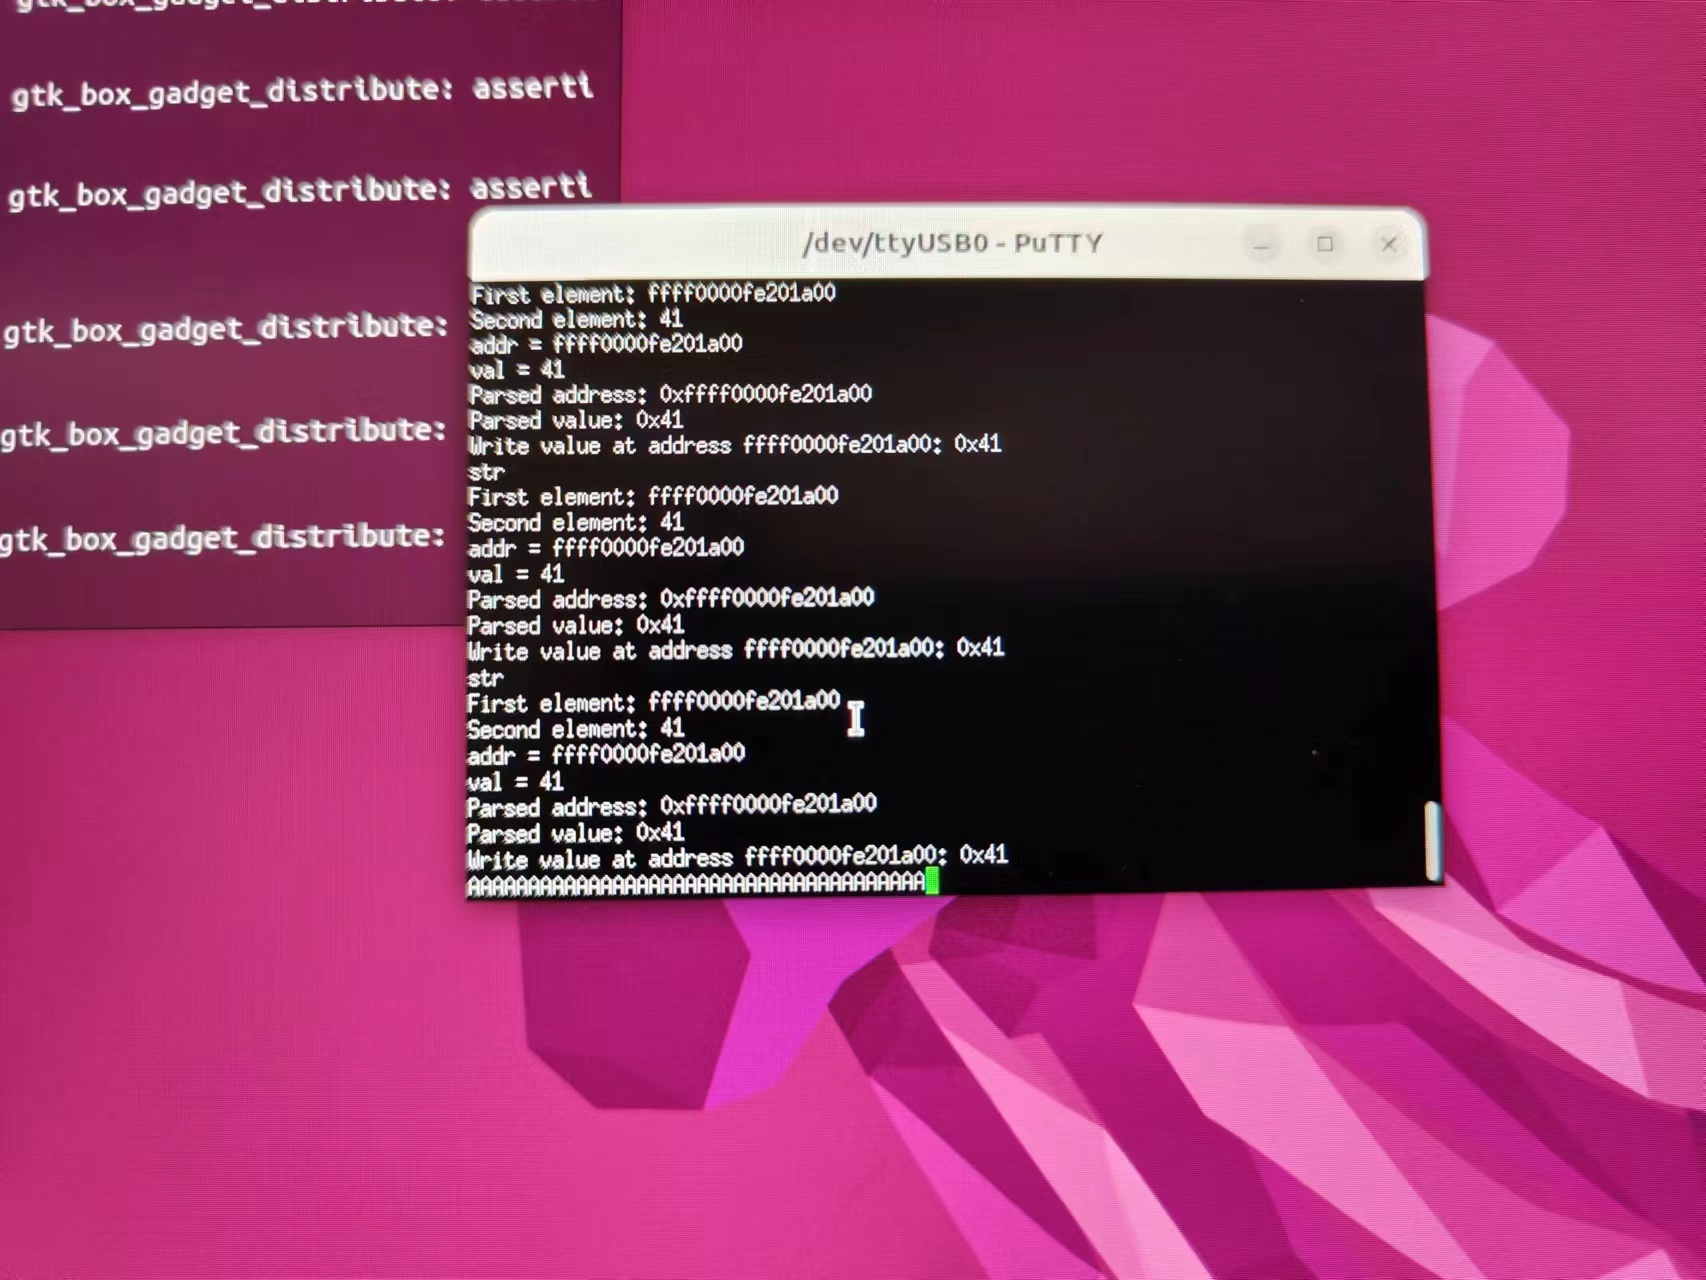 gtk_box_gadget_distribute:
gtk_box_gadget_distribute: asserti
gtk_box_gadget_distribute: asserti
gtk_box_gadget_distribute:
gtk_box_gadget_distribute:
gtk_box_gadget_distribute:
/dev/ttyUSB0 - PuTTY
First element: ffff0000fe201a00
Second element: 41
addr = ffff0000fe201a00
val = 41
Parsed address: 0xffff0000fe201a00
Parsed value: 0x41
Write value at address ffff0000fe201a00: 0x41
str
First element: ffff0000fe201a00
Second element: 41
addr = ffff0000fe201a00
val = 41
Parsed address: 0xffff0000fe201a00
Parsed value: 0x41
Write value at address ffff0000fe201a00: 0x41
str
First element: ffff0000fe201a00
Second element: 41
addr = ffff0000fe201a00
val = 41
Parsed address: 0xffff0000fe201a00
Parsed value: 0x41
Write value at address ffff0000fe201a00: 0x41
AAAAAAAAAAAAAAAAAAAAAAAAAAAAAAAAAAAAAAA